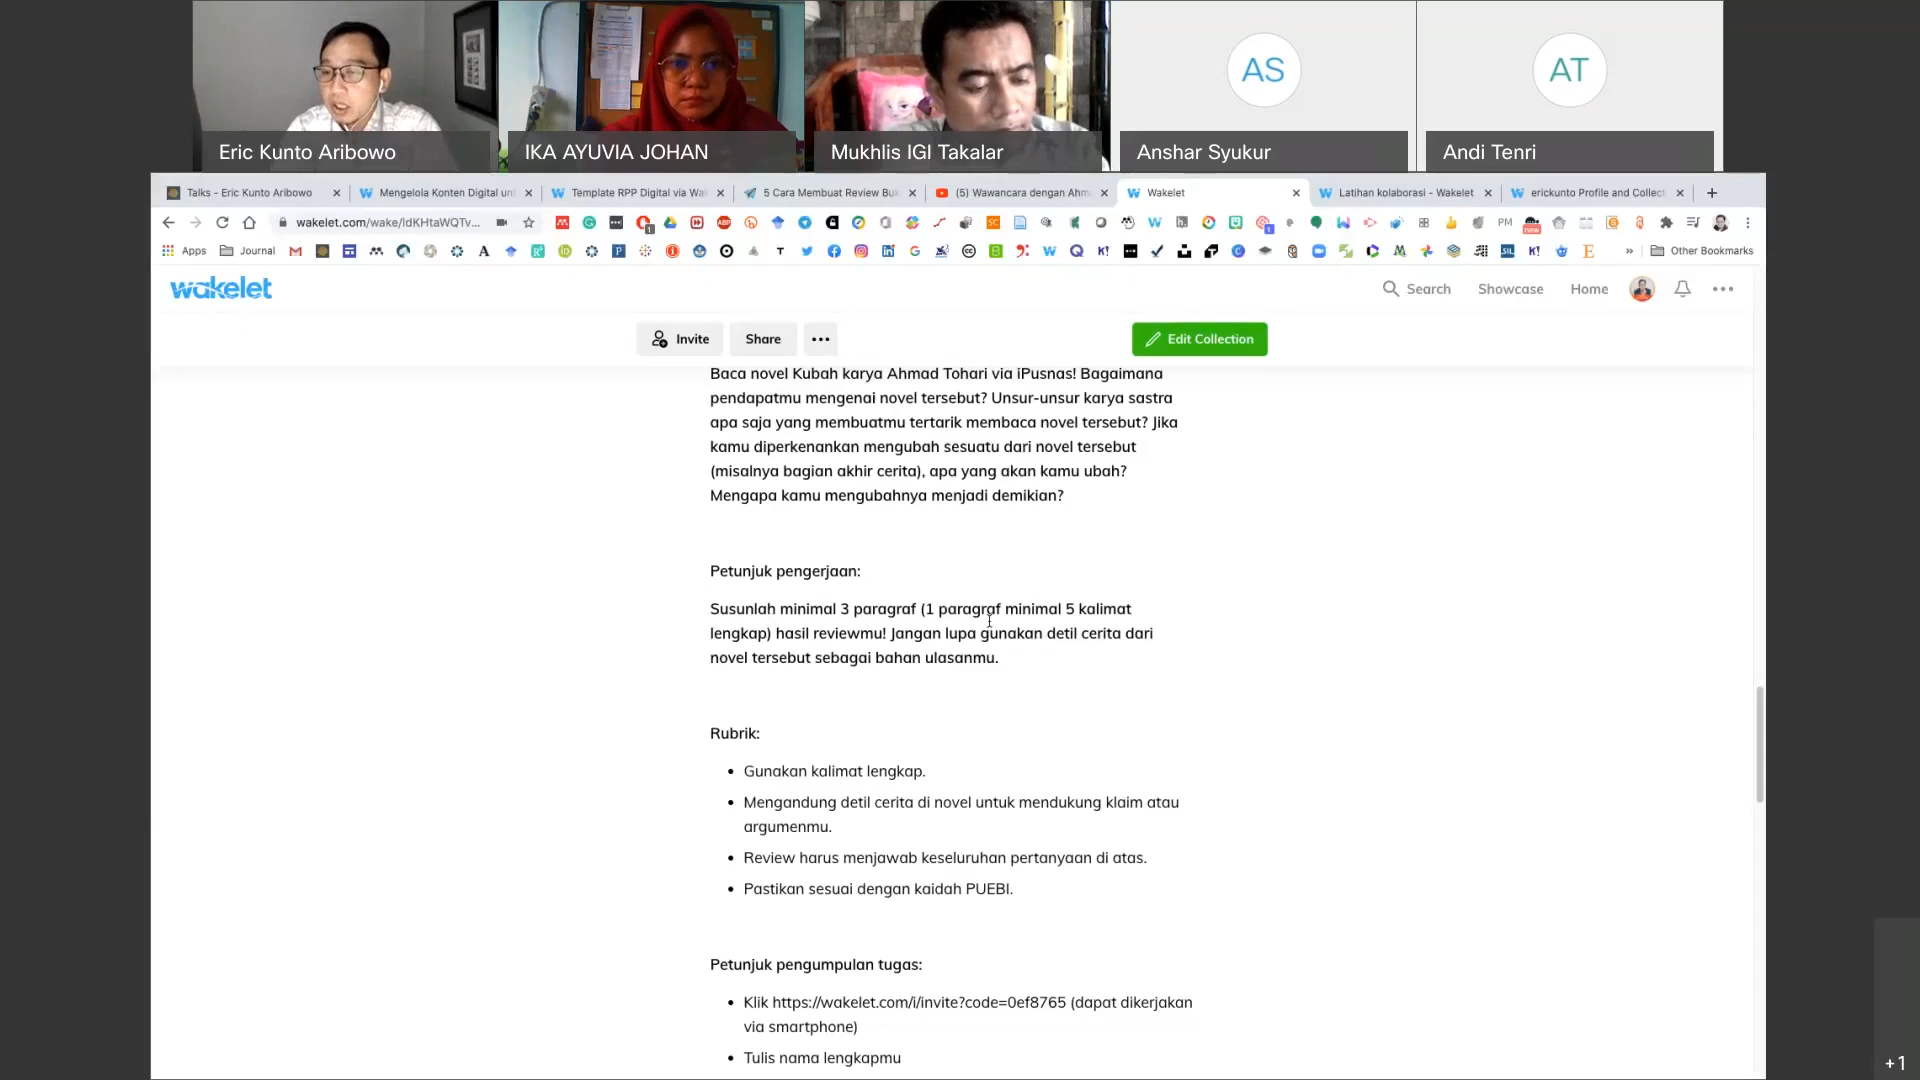 AS
AT
Eric Kunto Aribowo
IKA AYUVIA JOHAN
Mukhlis IGI Takalar
Anshar Syukur
Andi Tenri
Talks - Eric Kunto Aribowo
Mengelola Konten Digital un
Template RPP Digital via Wa
5 Cara Membuat Review Bu
(5) Wawancara dengan Ahm
Wakelet
Latihan kolaborasi - Wakelet
erickunto Profile and Collect
wakelet.com/wake/IdKHtaWQTv...
Apps
Journal
Other Bookmarks
wakelet
Search
Showcase
Home
Invite
Share
Edit Collection
Baca novel Kubah karya Ahmad Tohari via iPusnas! Bagaimana
pendapatmu mengenai novel tersebut? Unsur-unsur karya sastra
apa saja yang membuatmu tertarik membaca novel tersebut? Jika
kamu diperkenankan mengubah sesuatu dari novel tersebut
(misalnya bagian akhir cerita), apa yang akan kamu ubah?
Mengapa kamu mengubahnya menjadi demikian?
Petunjuk pengerjaan:
Susunlah minimal 3 paragraf (1 paragraf minimal 5 kalimat
lengkap) hasil reviewmu! Jangan lupa gunakan detil cerita dari
novel tersebut sebagai bahan ulasanmu.
Rubrik:
• Gunakan kalimat lengkap.
• Mengandung detil cerita di novel untuk mendukung klaim atau
argumenmu.
• Review harus menjawab keseluruhan pertanyaan di atas.
• Pastikan sesuai dengan kaidah PUEBI.
Petunjuk pengumpulan tugas:
• Klik https://wakelet.com/i/invite?code=0ef8765 (dapat dikerjakan
via smartphone)
• Tulis nama lengkapmu
+1